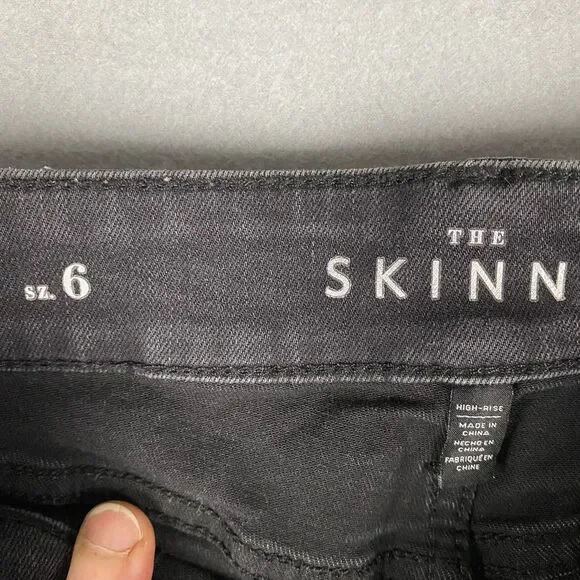 sz. 6
THE
SKINN
HIGH-RISE
MADE IN
CHINA
HECHO EN
CHINA
FABRIQUÉ EN
CHINE